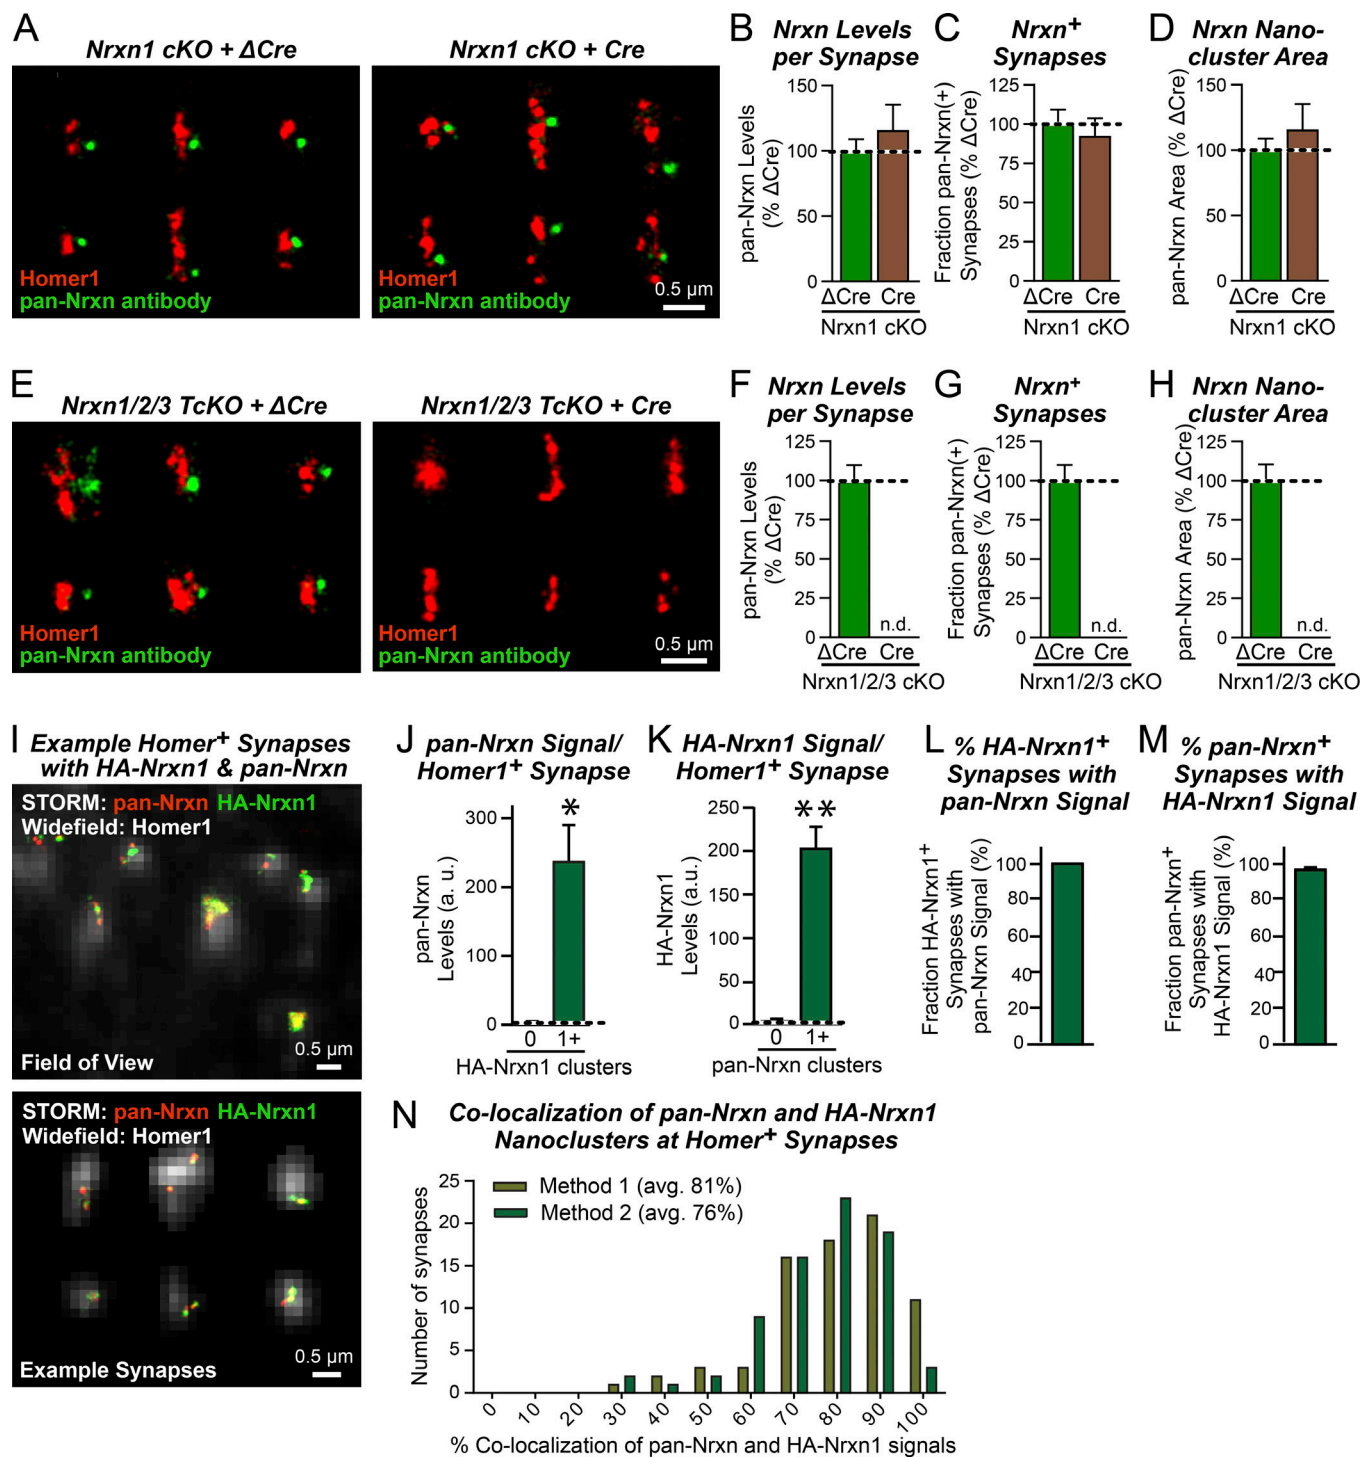 A
Nrxn1 cKO + ΔCre
Nrxn1 cKO + Cre
Homer1
pan-Nrxn antibody
0.5 μm
B Nrxn Levels
per Synapse
pan-Nrxn Levels
(% ΔCre)
150
100
50
0
ΔCre Cre
Nrxn1 cKO
C Nrxn+
Synapses
Fraction pan-Nrxn(+)
Synapses (% ΔCre)
125
100
75
50
25
0
ΔCre Cre
Nrxn1 cKO
D Nrxn Nano-
cluster Area
pan-Nrxn Area (% ΔCre)
150
100
50
0
ΔCre Cre
Nrxn1 cKO
E
Nrxn1/2/3 TcKO + ΔCre
Nrxn1/2/3 TcKO + Cre
Homer1
pan-Nrxn antibody
0.5 μm
F Nrxn Levels
per Synapse
pan-Nrxn Levels
(% ΔCre)
125
100
75
50
25
0
n.d.
ΔCre Cre
Nrxn1/2/3 cKO
G Nrxn+
Synapses
Fraction pan-Nrxn(+)
Synapses (% ΔCre)
125
100
75
50
25
0
n.d.
ΔCre Cre
Nrxn1/2/3 cKO
H Nrxn Nano-
cluster Area
pan-Nrxn Area (% ΔCre)
125
100
75
50
25
0
n.d.
ΔCre Cre
Nrxn1/2/3 cKO
I Example Homer+ Synapses
with HA-Nrxn1 & pan-Nrxn
STORM: pan-Nrxn HA-Nrxn1
Widefield: Homer1
0.5 μm
Field of View
STORM: pan-Nrxn HA-Nrxn1
Widefield: Homer1
0.5 μm
Example Synapses
J pan-Nrxn Signal/
Homer1+ Synapse
pan-Nrxn
Levels (a. u.)
300
200
100
0
*
0 1+
HA-Nrxn1 clusters
K HA-Nrxn1 Signal/
Homer1+ Synapse
HA-Nrxn1
Levels (a.u.)
250
200
150
100
50
0
**
0 1+
pan-Nrxn clusters
L % HA-Nrxn1+
Synapses with
pan-Nrxn Signal
Fraction HA-Nrxn1+
Synapses with
pan-Nrxn Signal (%)
100
80
60
40
20
0
M % pan-Nrxn+
Synapses with
HA-Nrxn1 Signal
Fraction pan-Nrxn+
Synapses with
HA-Nrxn1 Signal (%)
100
80
60
40
20
0
N Co-localization of pan-Nrxn and HA-Nrxn1
Nanoclusters at Homer+ Synapses
Method 1 (avg. 81%)
Method 2 (avg. 76%)
Number of synapses
25
20
15
10
5
0
0 10 20 30 40 50 60 70 80 90 100
% Co-localization of pan-Nrxn and HA-Nrxn1 signals